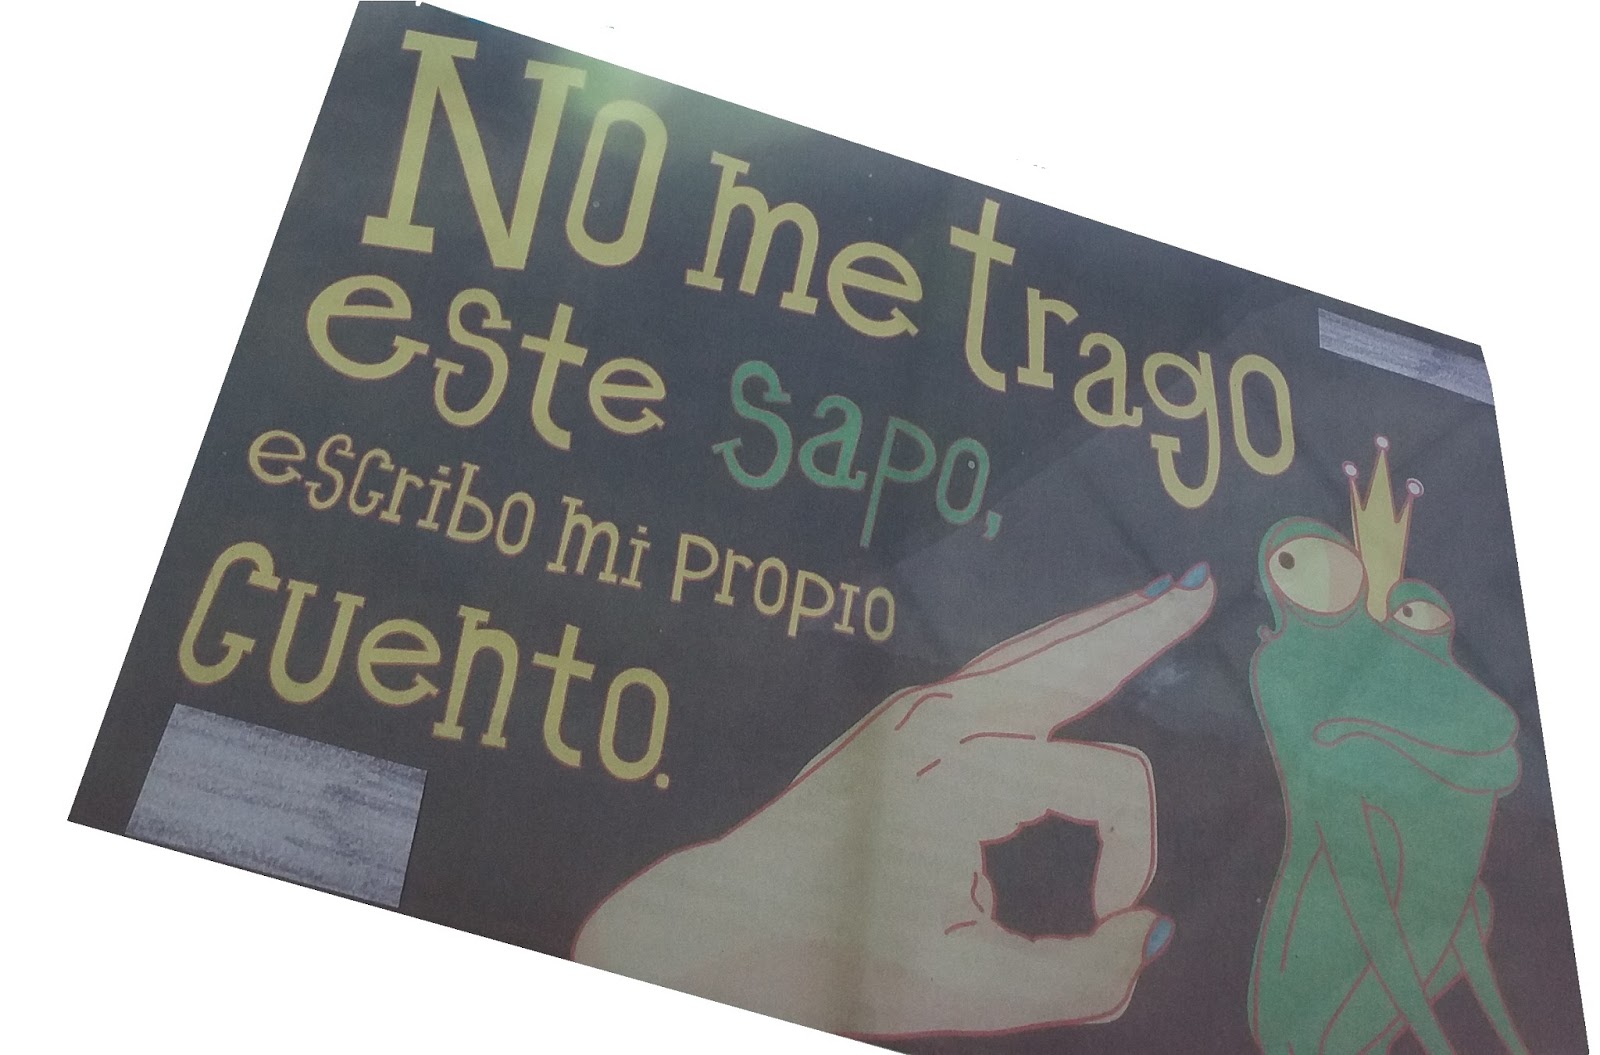 No me trago
este sapo,
escribo mi propio
cuento.